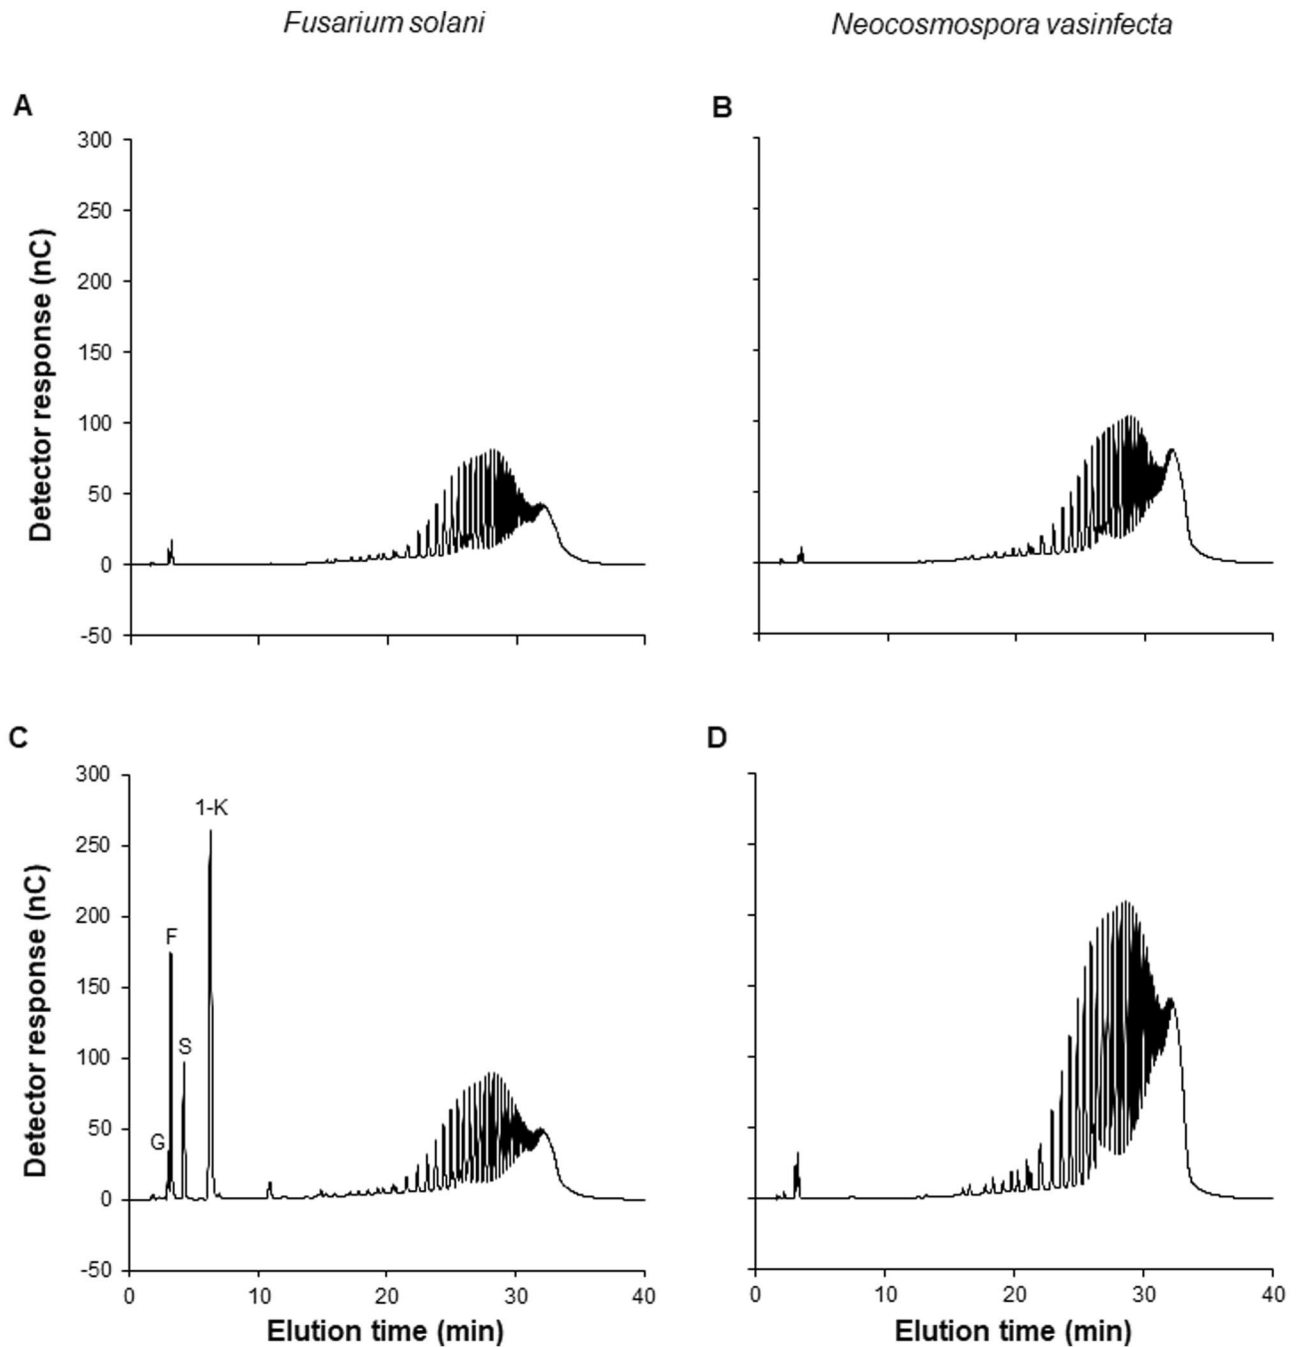 Fusarium solani
Neocosmospora vasinfecta
A
B
300
250
200
150
100
50
0
-50
Detector response (nC)
C
D
300
250
200
150
100
50
0
-50
Detector response (nC)
1-K
F
S
G
0 10 20 30 40
0 10 20 30 40
Elution time (min)
Elution time (min)